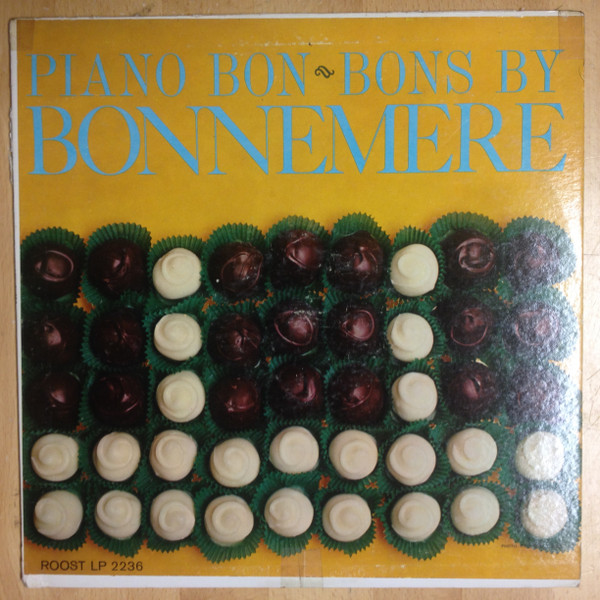 PIANO BON BONS BY
BONNEMERE
ROOST LP 2236